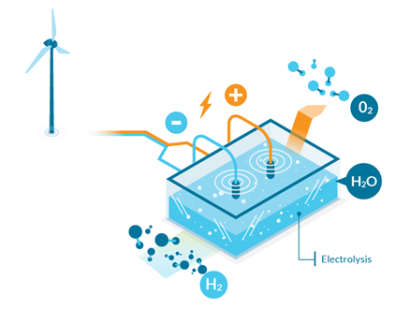 −
+
O₂
H₂O
Electrolysis
H₂